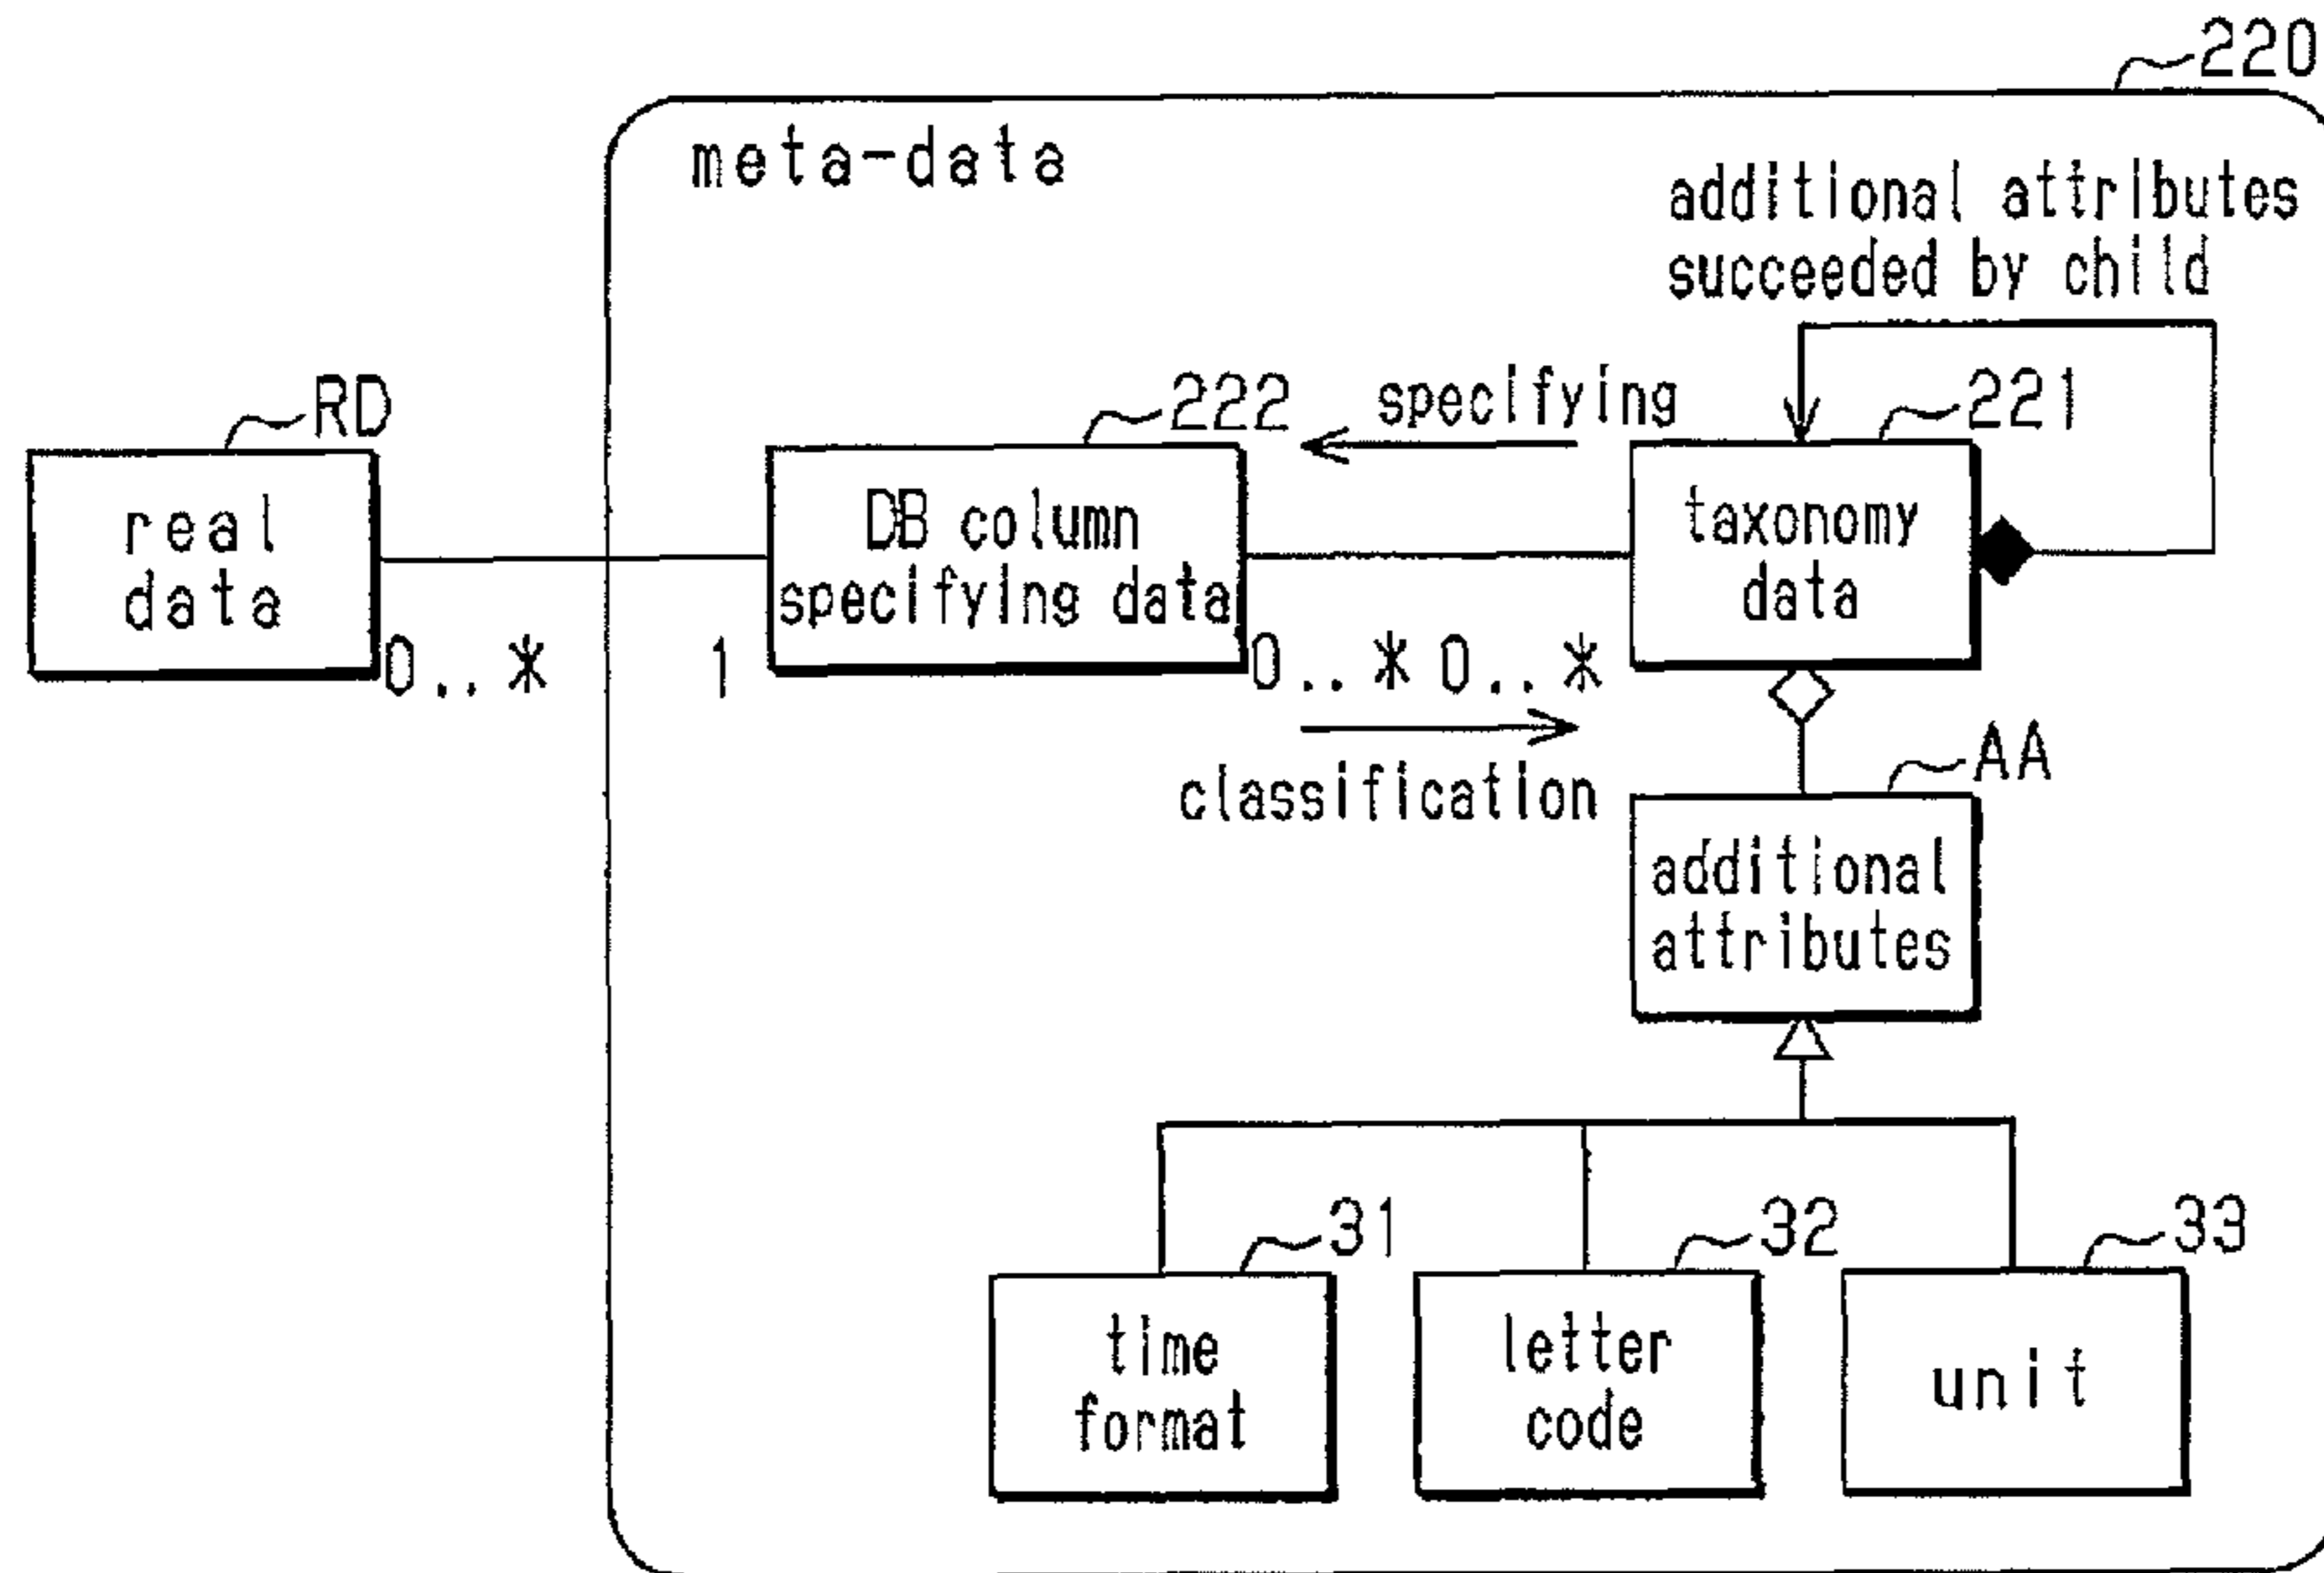 220
meta-data
additional attributes
succeeded by child
RD
222
specifying
221
real
data
DB column
specifying data
taxonomy
data
0..*
1
0..*
0..*
classification
AA
additional
attributes
31
32
33
time
format
letter
code
unit